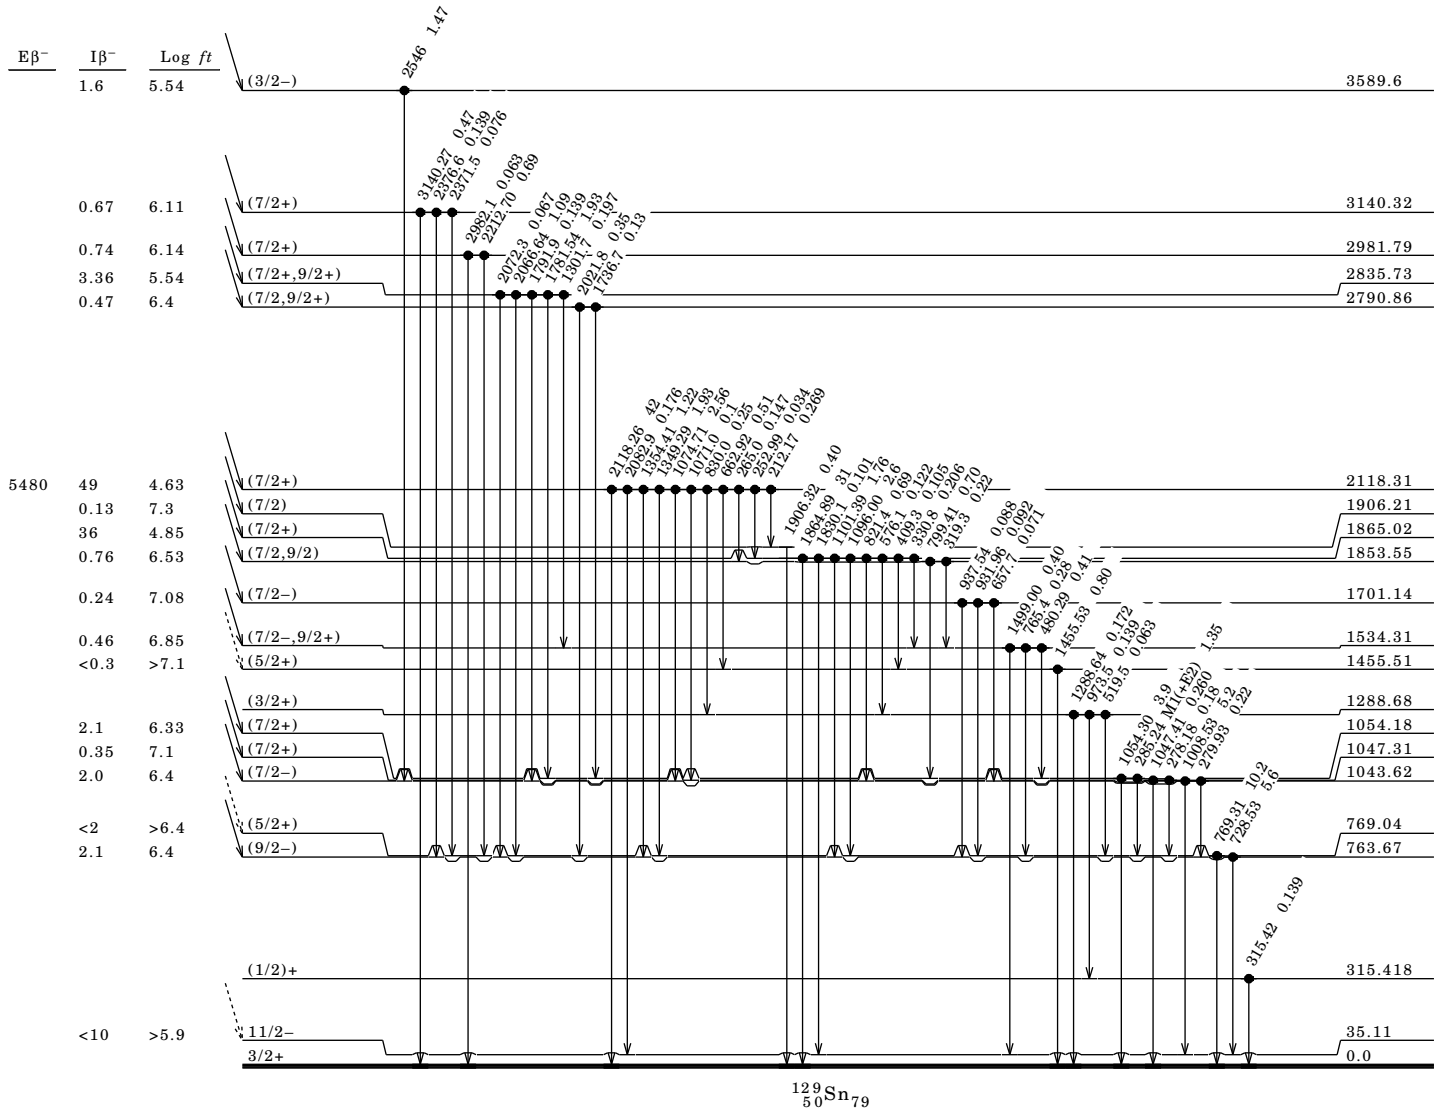 Eβ⁻ Iβ⁻ Log ft
2546 1.47
1.6 5.54 (3/2−) 3589.6
3140.27 0.47
2376.6 0.139
2371.5 0.076
0.67 6.11 (7/2+) 3140.32
2982.1 0.063
2212.70 0.69
0.74 6.14 (7/2+) 2981.79
2072.3 0.067
2066.64 1.09
1791.9 0.139
1781.54 1.93
1301.7 0.197
3.36 5.54 (7/2+,9/2+) 2835.73
2021.8 0.35
1736.7 0.13
0.47 6.4 (7/2,9/2+) 2790.86
2118.26 42
2082.9 0.176
1354.41 1.22
1349.29 1.93
1074.71 2.56
1071.0 0.1
830.0 0.25
662.92 0.51
265.0 0.147
252.99 0.034
212.17 0.269
5480 49 4.63 (7/2+) 2118.31
1906.32 0.40
0.13 7.3 (7/2) 1906.21
1864.89 31
1830.1 0.101
1101.39 1.76
1096.00 2.6
821.4 0.69
576.1 0.122
409.3 0.105
330.8 0.206
36 4.85 (7/2+) 1865.02
799.41 0.70
319.3 0.22
0.76 6.53 (7/2,9/2) 1853.55
937.54 0.088
931.96 0.092
657.7 0.071
0.24 7.08 (7/2−) 1701.14
1499.00 0.40
765.4 0.28
480.29 0.41
0.46 6.85 (7/2−,9/2+) 1534.31
1455.53 0.80
<0.3 >7.1 (5/2+) 1455.51
1288.64 0.172
973.5 0.139
519.5 0.063
(3/2+) 1288.68
1054.30 3.9
285.24 M1(+E2) 1.35
2.1 6.33 (7/2+) 1054.18
1047.41 0.260
278.18 0.18
0.35 7.1 (7/2+) 1047.31
1008.53 5.2
279.93 0.22
2.0 6.4 (7/2−) 1043.62
769.31 10.2
<2 >6.4 (5/2+) 769.04
728.53 5.6
2.1 6.4 (9/2−) 763.67
315.42 0.139
(1/2)+ 315.418
<10 >5.9 11/2− 35.11
3/2+ 0.0
¹²⁹₅₀Sn₇₉